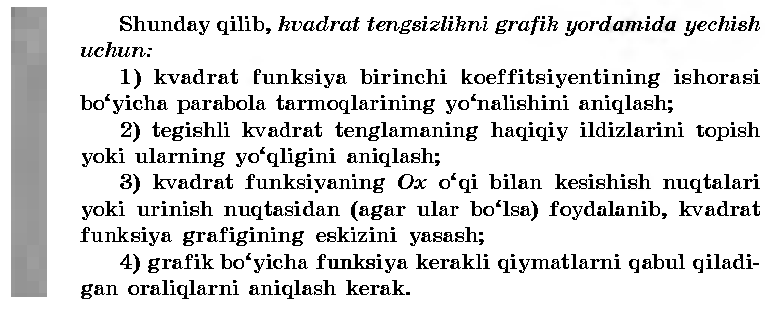 Shunday qilib, kvadrat tengsizlikni grafik yordamida yechish
uchun:
1) kvadrat funksiya birinchi koeffitsiyentining ishorasi
bo‘yicha parabola tarmoqlarining yo‘nalishini aniqlash;
2) tegishli kvadrat tenglamaning haqiqiy ildizlarini topish
yoki ularning yo‘qligini aniqlash;
3) kvadrat funksiyaning Ox o‘qi bilan kesishish nuqtalari
yoki urinish nuqtasidan (agar ular bo‘lsa) foydalanib, kvadrat
funksiya grafigining eskizini yasash;
4) grafik bo‘yicha funksiya kerakli qiymatlarni qabul qiladi-
gan oraliqlarni aniqlash kerak.